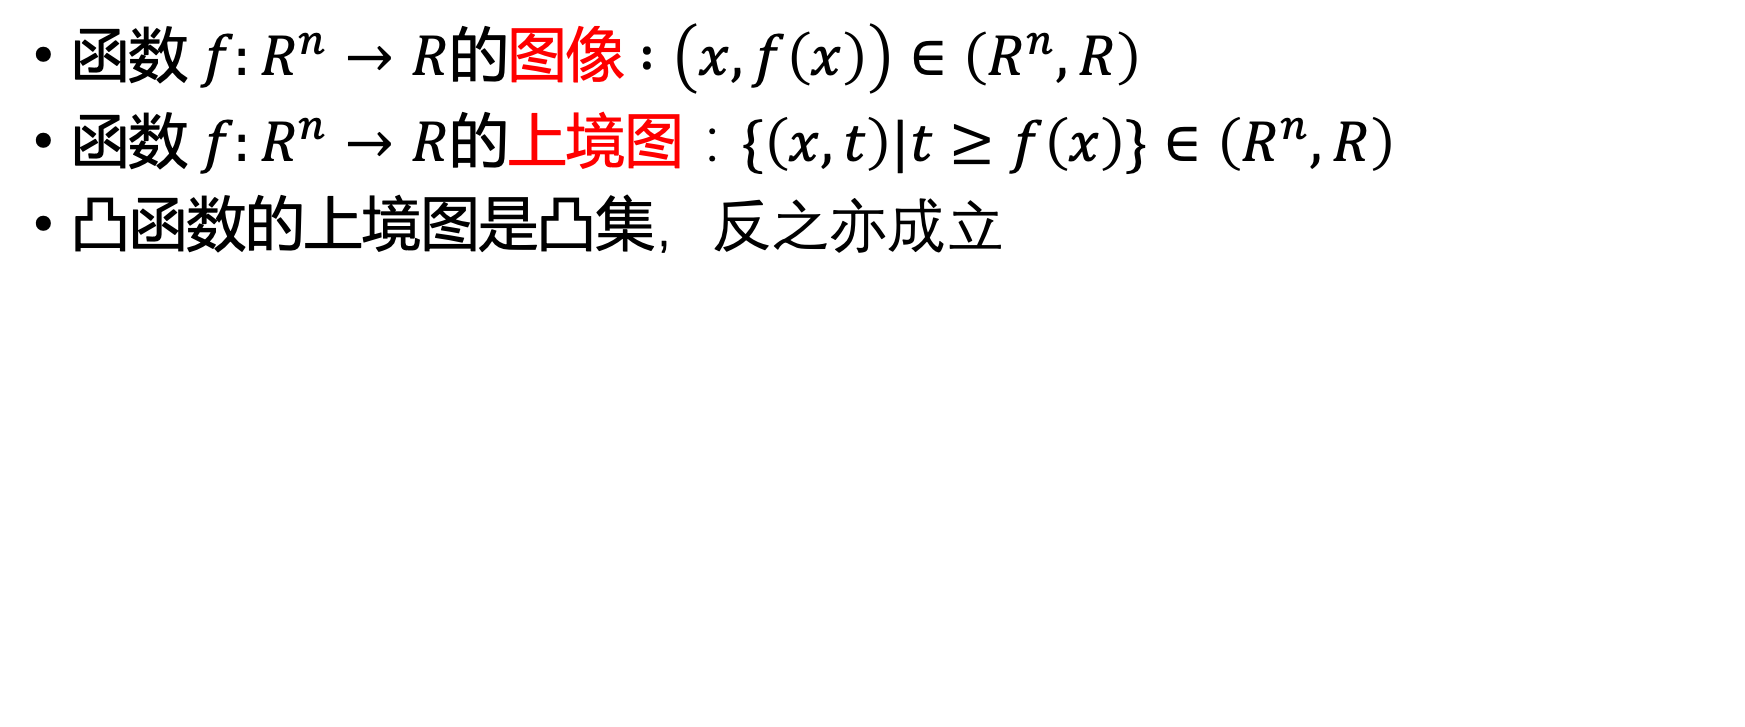 • 函数 f: Rⁿ → R的图像：(x, f(x)) ∈ (Rⁿ, R)
• 函数 f: Rⁿ → R的上境图：{(x, t)|t ≥ f(x)} ∈ (Rⁿ, R)
• 凸函数的上境图是凸集，反之亦成立